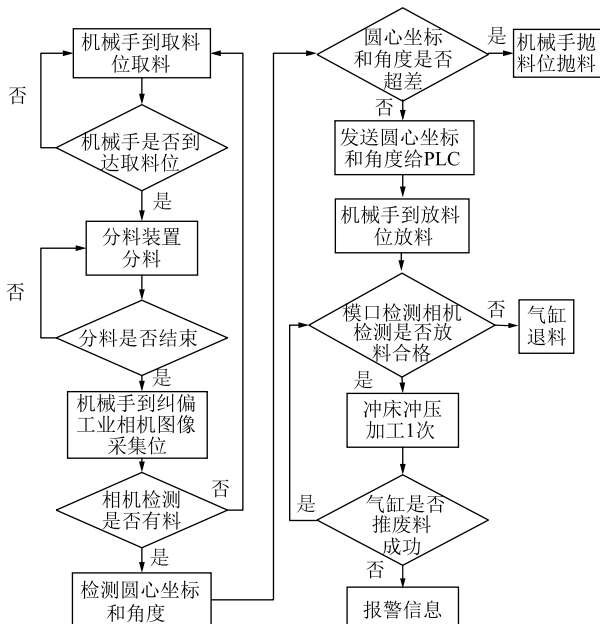 机械手到取料
位取料
否
机械手是否到
达取料位
是
分料装置
分料
否
分料是否结束
是
机械手到纠偏
工业相机图像
采集位
相机检测
是否有料
否
是
检测圆心坐标
和角度
圆心坐标
和角度是否
超差
是
机械手抛
料位抛料
否
发送圆心坐标
和角度给PLC
机械手到放料
位放料
模口检测相机
检测是否放
料合格
否
气缸
退料
是
冲床冲压
加工1次
是
气缸是否
推废料
成功
否
报警信息